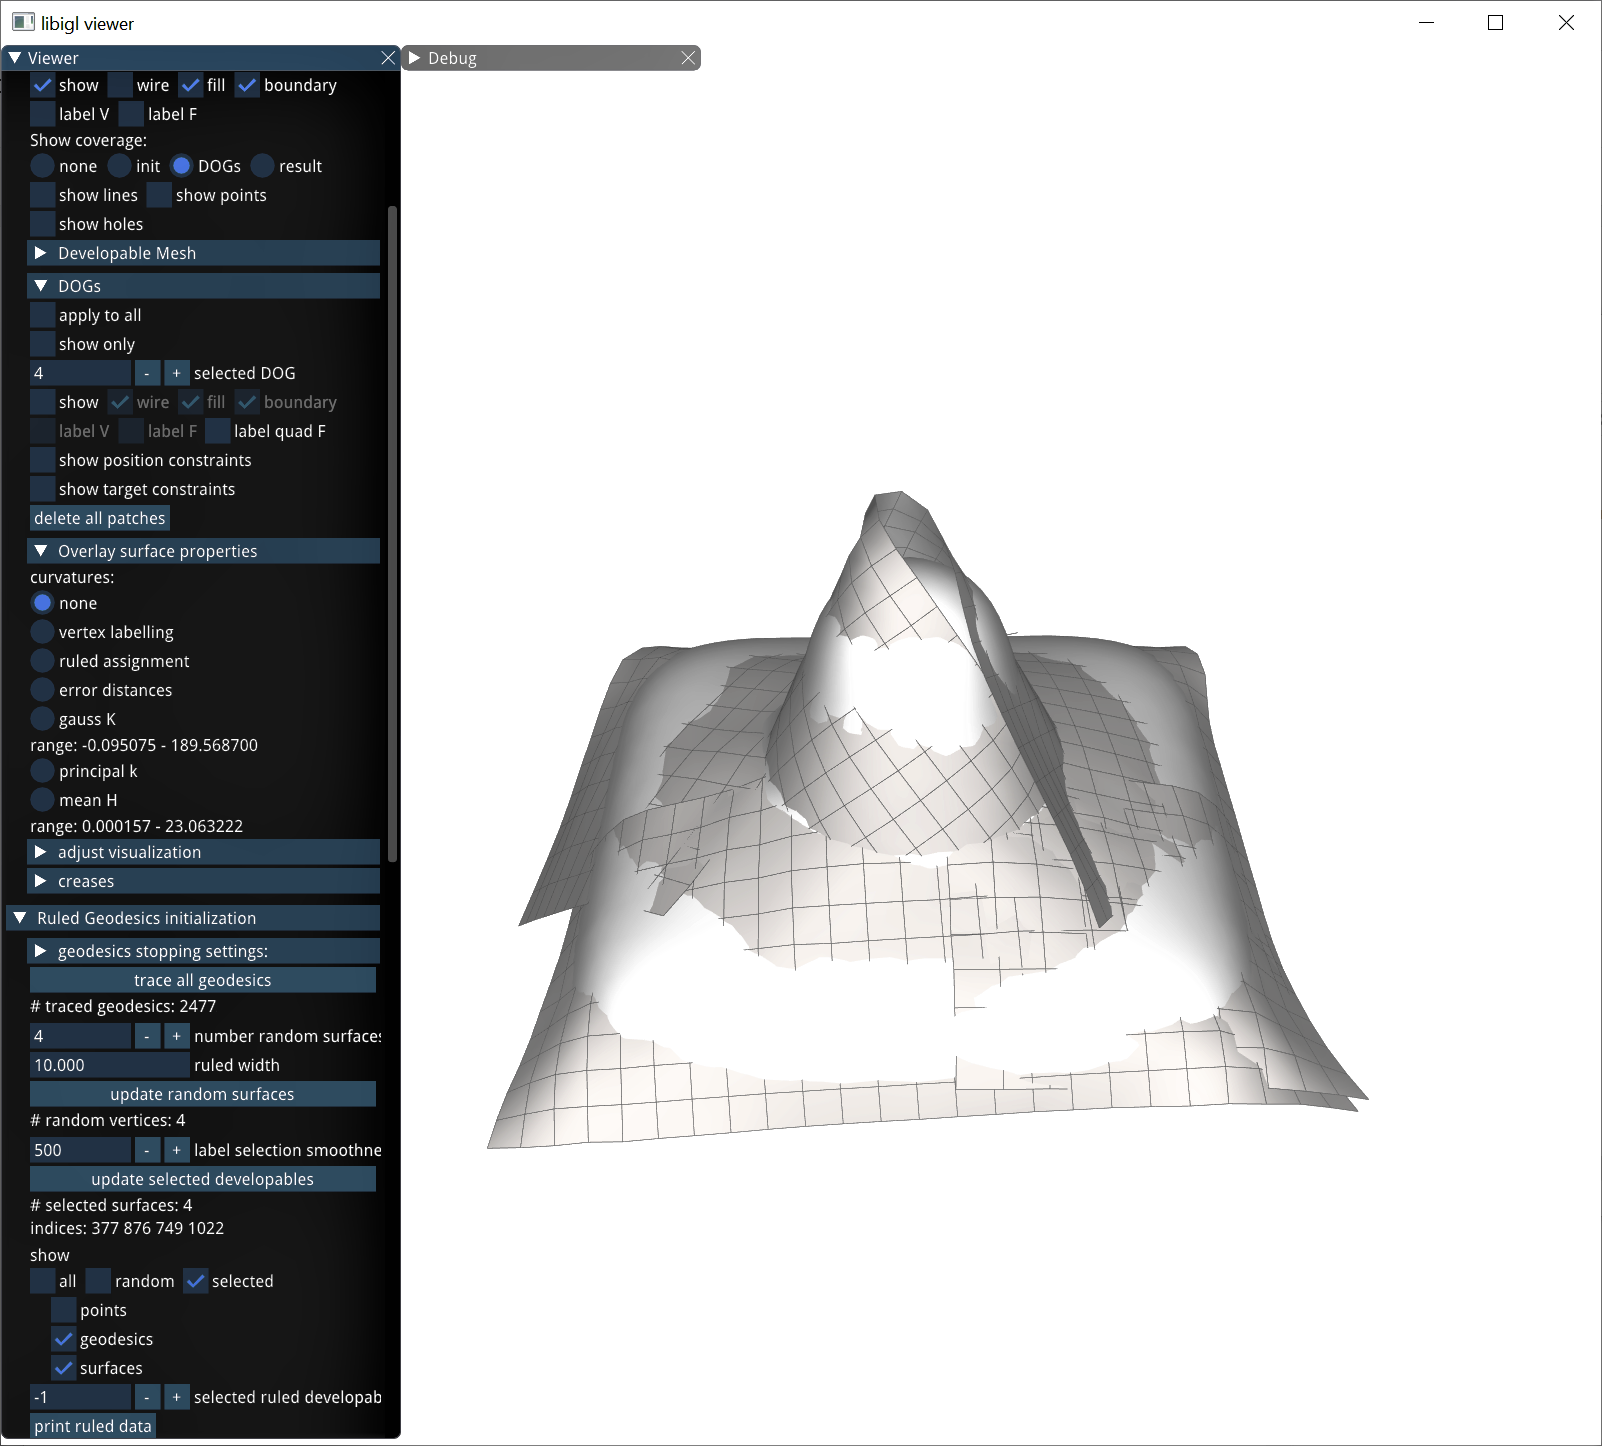 libigl viewer
Viewer
Debug
show wire fill boundary
label V label F
Show coverage:
none init DOGs result
show lines show points
show holes
Developable Mesh
DOGs
apply to all
show only
4 - + selected DOG
show wire fill boundary
label V label F label quad F
show position constraints
show target constraints
delete all patches
Overlay surface properties
curvatures:
none
vertex labelling
ruled assignment
error distances
gauss K
range: -0.095075 - 189.568700
principal k
mean H
range: 0.000157 - 23.063222
adjust visualization
creases
Ruled Geodesics initialization
geodesics stopping settings:
trace all geodesics
# traced geodesics: 2477
4 - + number random surfaces
10.000 ruled width
update random surfaces
# random vertices: 4
500 - + label selection smoothne
update selected developables
# selected surfaces: 4
indices: 377 876 749 1022
show
all random selected
points
geodesics
surfaces
-1 - + selected ruled developab
print ruled data